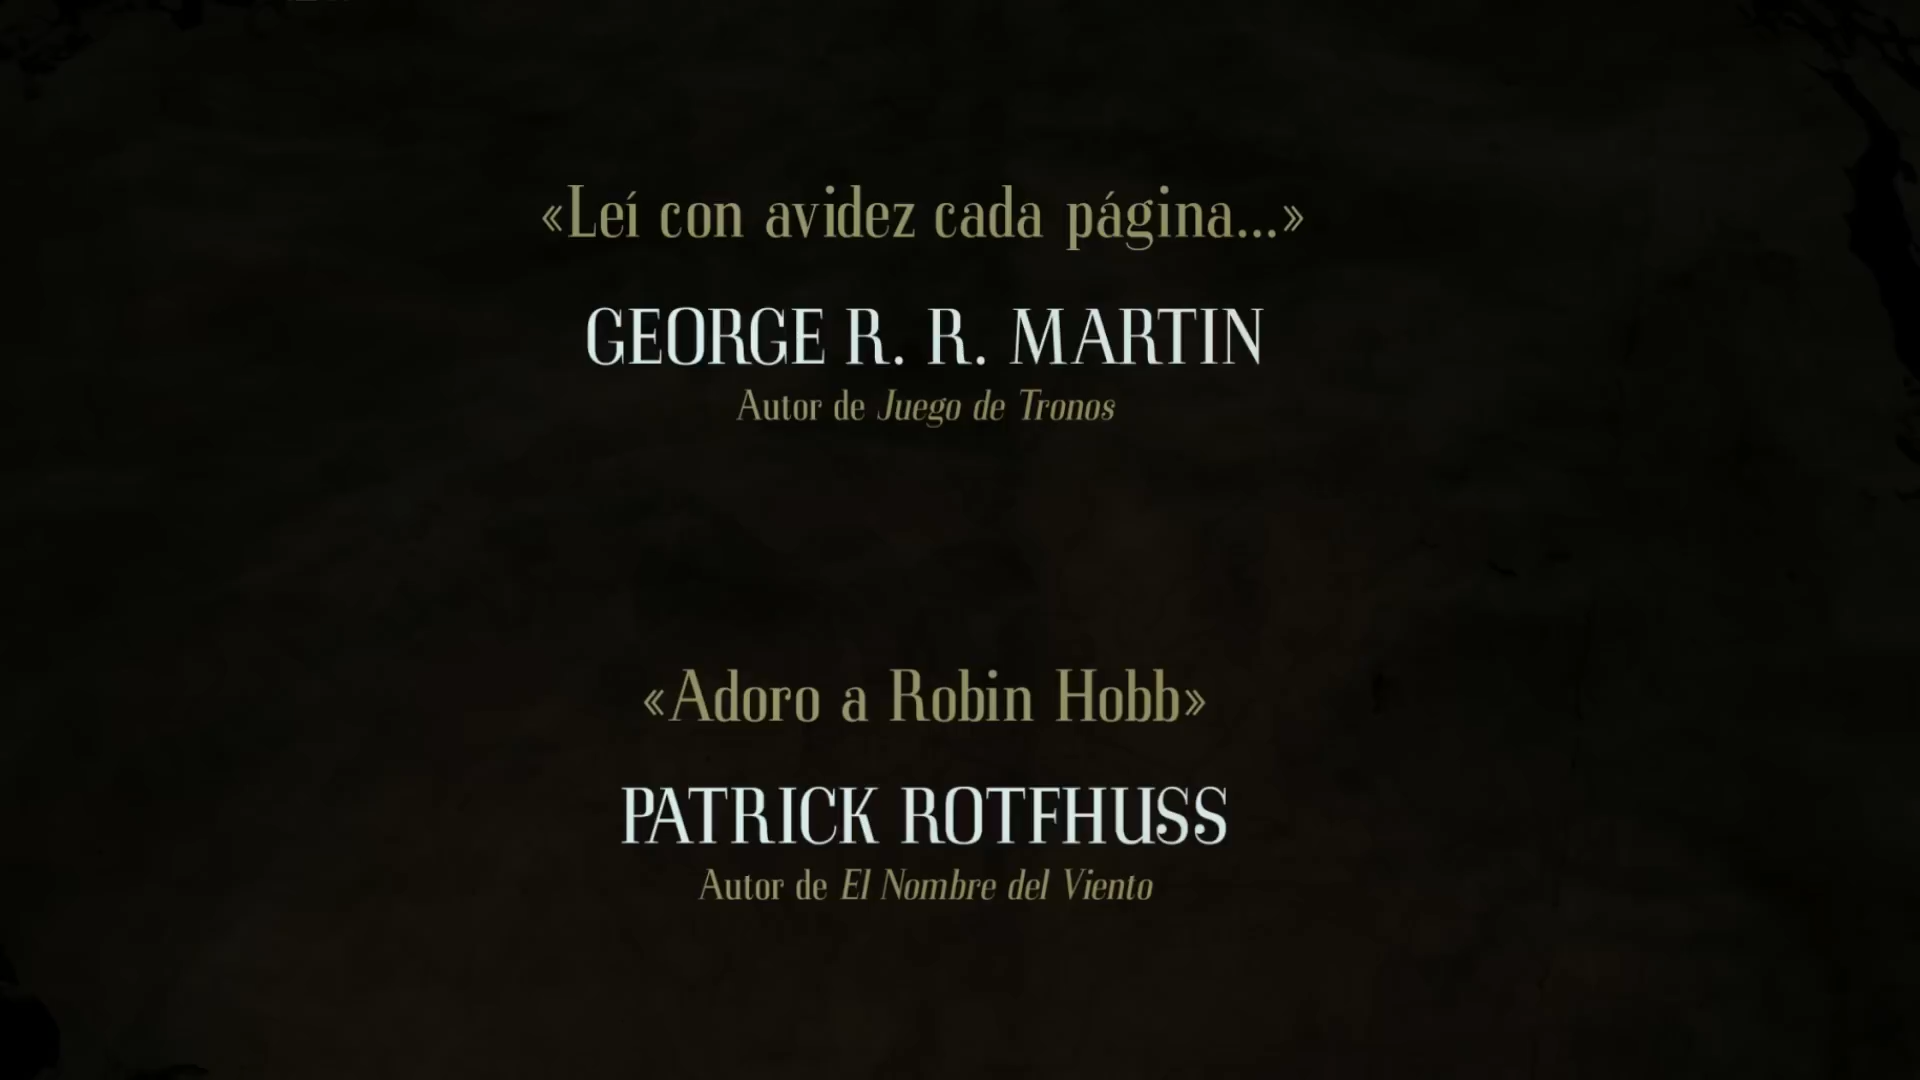 «Leí con avidez cada página...»
GEORGE R. R. MARTIN
Autor de Juego de Tronos
«Adoro a Robin Hobb»
PATRICK ROTFHUSS
Autor de El Nombre del Viento